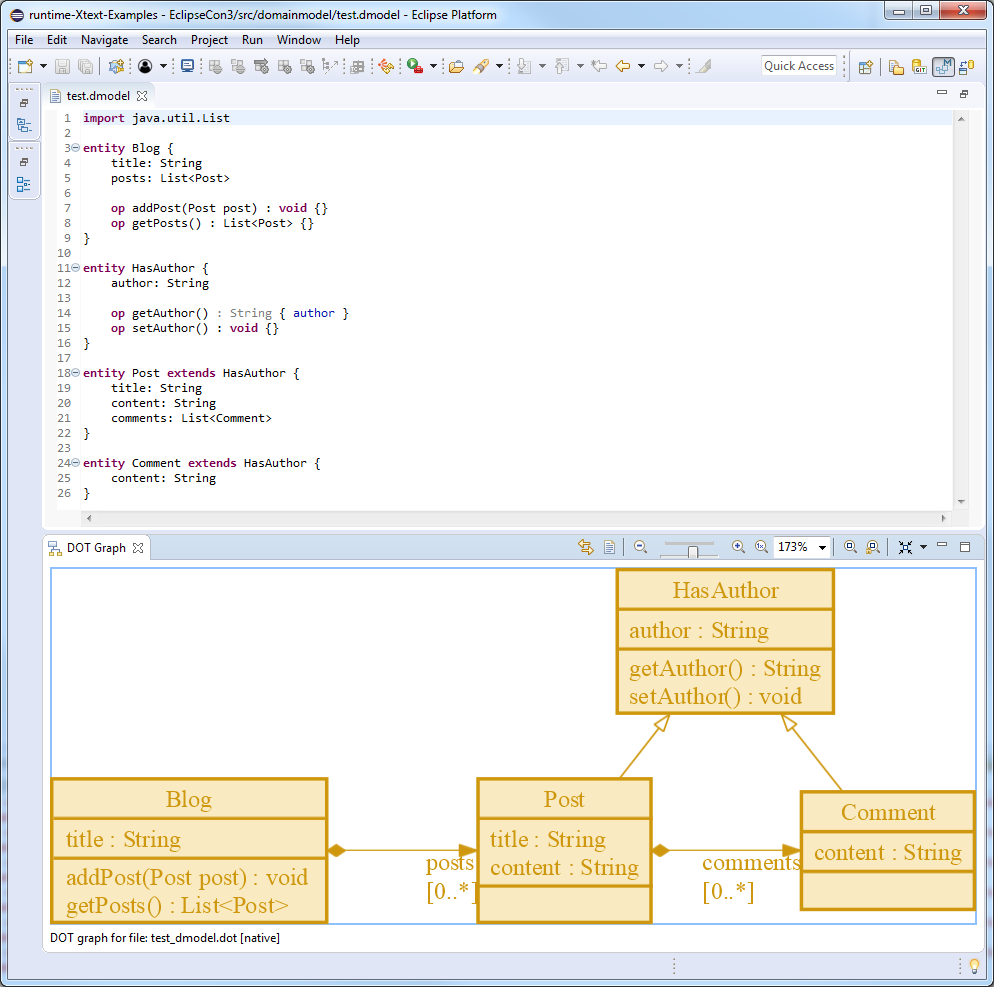 runtime-Xtext-Examples - EclipseCon3/src/domainmodel/test.dmodel - Eclipse Platform
File Edit Navigate Search Project Run Window Help
Quick Access
GIT
test.dmodel
1 import java.util.List
2
3 entity Blog {
4 title: String
5 posts: List<Post>
6
7 op addPost(Post post) : void {}
8 op getPosts() : List<Post> {}
9 }
10
11 entity HasAuthor {
12 author: String
13
14 op getAuthor() : String { author }
15 op setAuthor() : void {}
16 }
17
18 entity Post extends HasAuthor {
19 title: String
20 content: String
21 comments: List<Comment>
22 }
23
24 entity Comment extends HasAuthor {
25 content: String
26 }
DOT Graph
173%
HasAuthor
author : String
getAuthor() : String
setAuthor() : void
Blog
title : String
addPost(Post post) : void
getPosts() : List<Post>
posts
[0..*]
Post
title : String
content : String
comments
[0..*]
Comment
content : String
DOT graph for file: test_dmodel.dot [native]